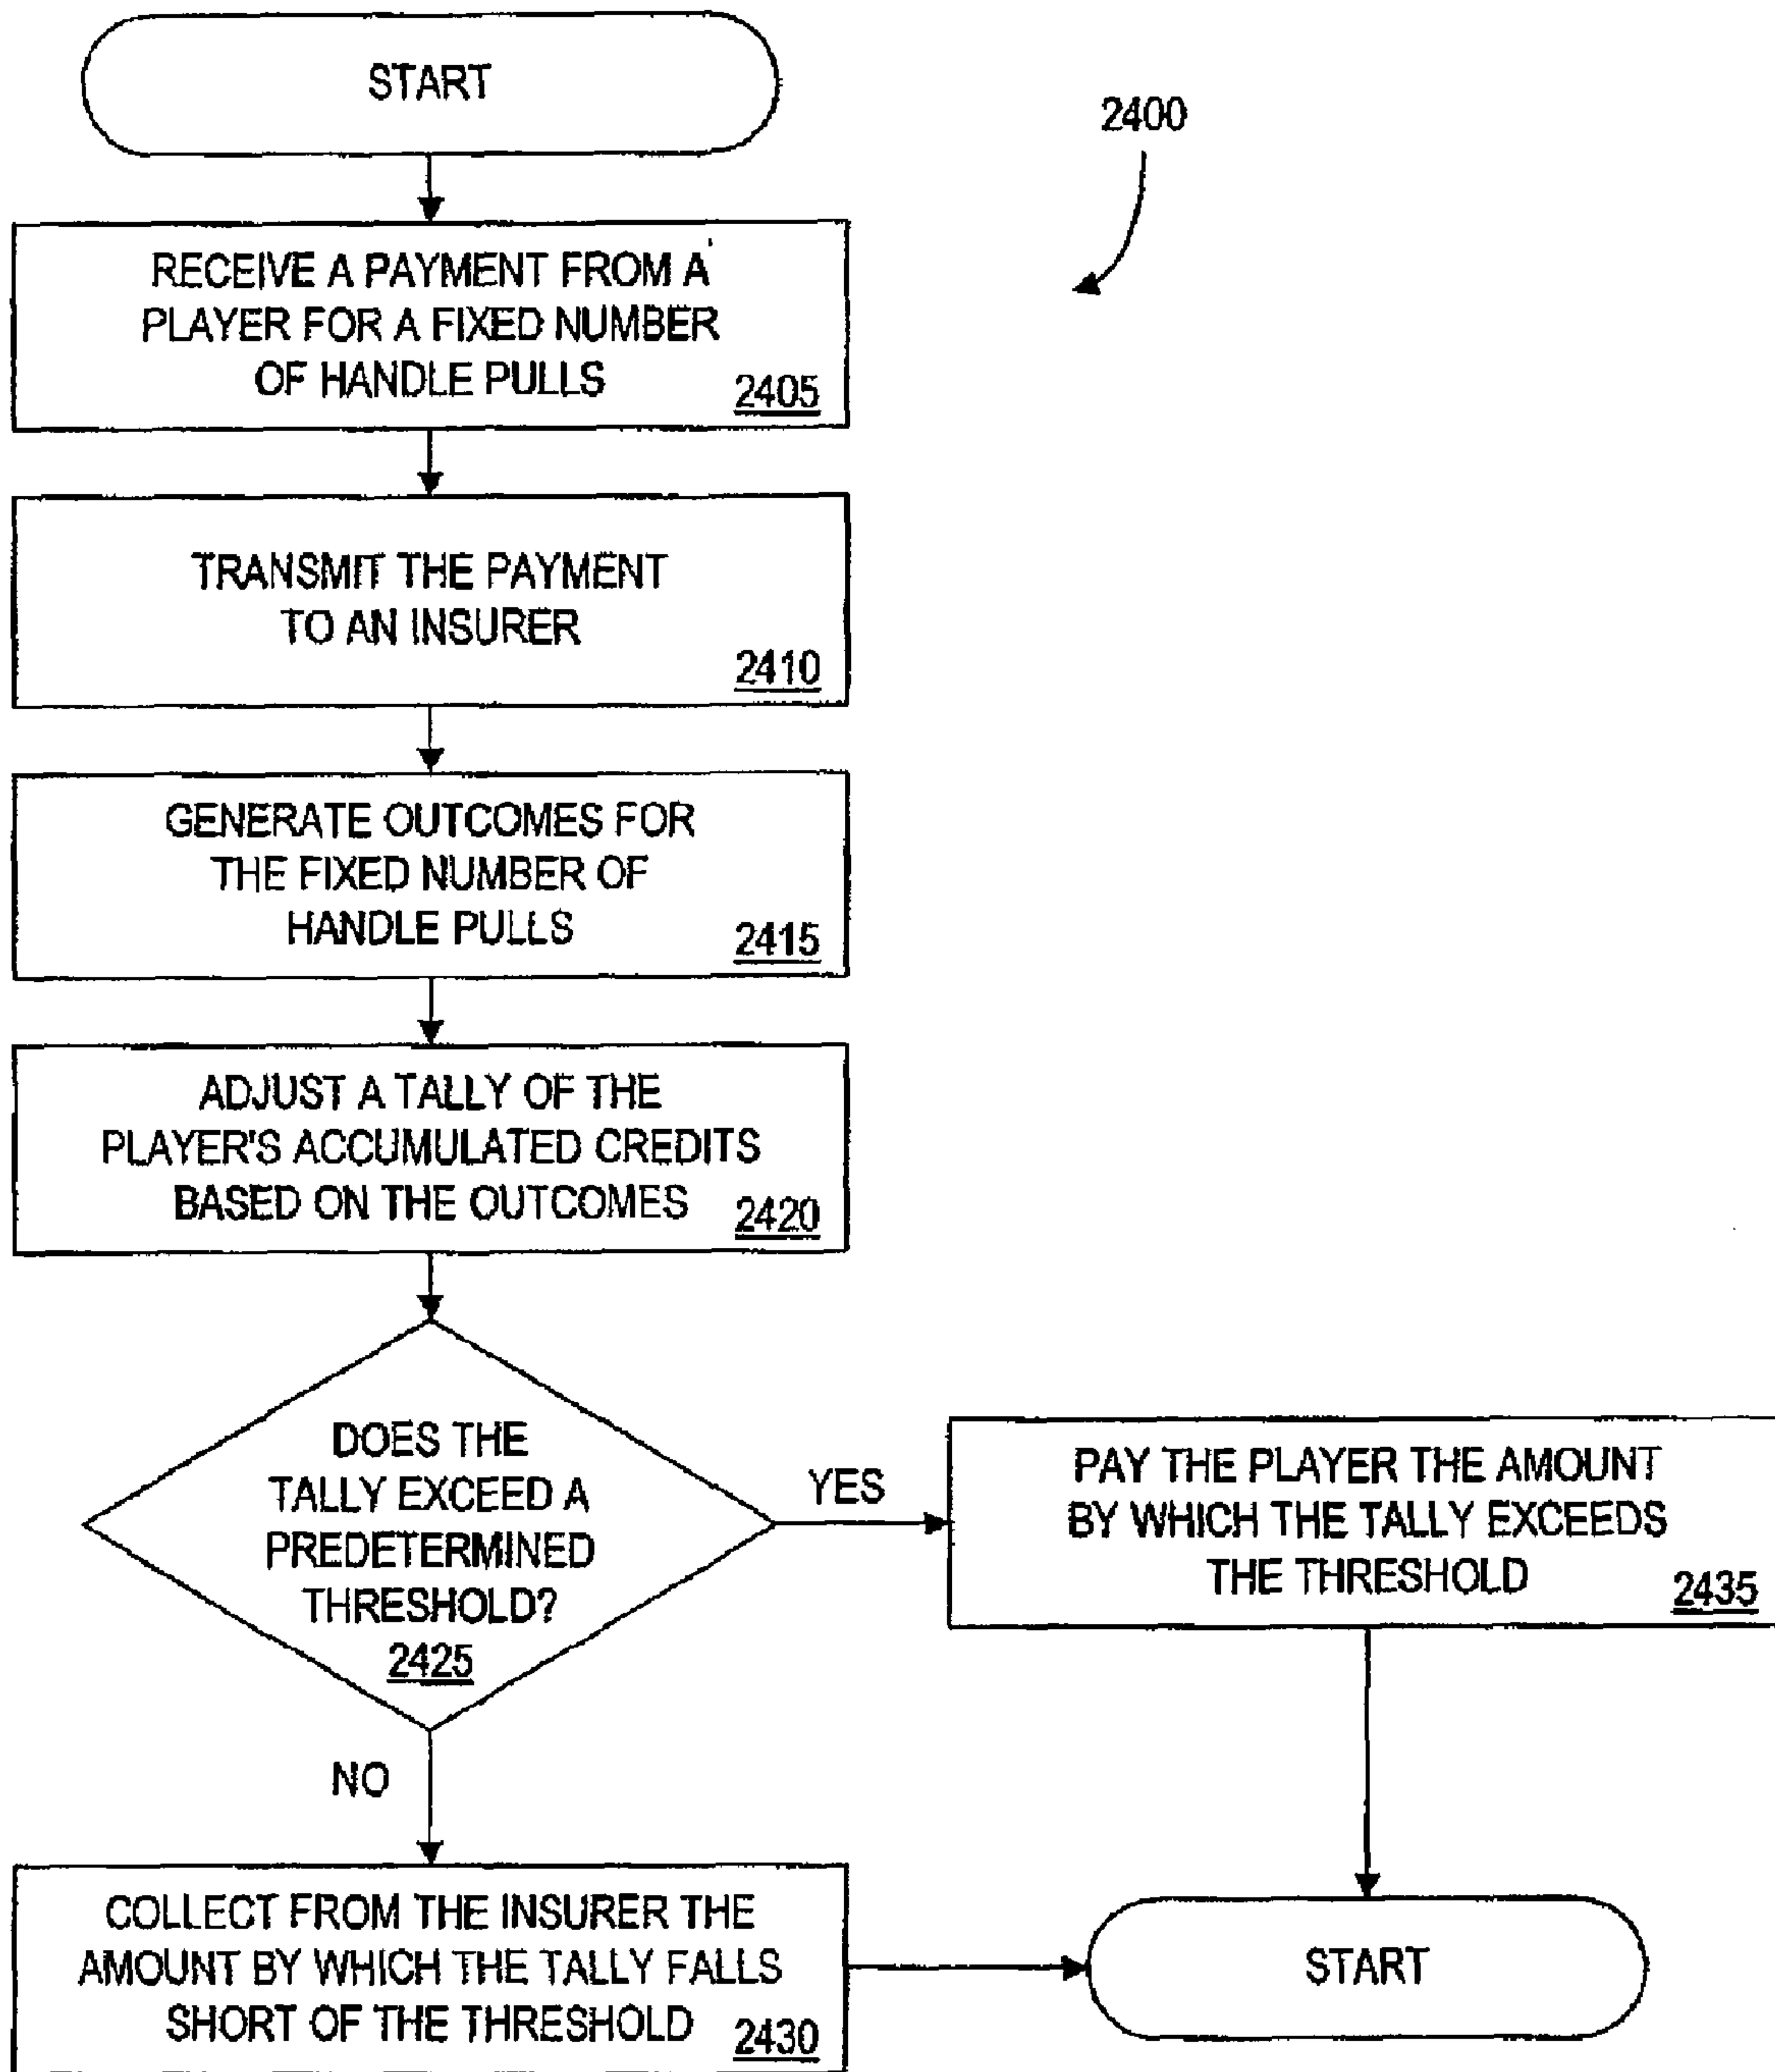 START
2400
RECEIVE A PAYMENT FROM A
PLAYER FOR A FIXED NUMBER
OF HANDLE PULLS
2405
TRANSMIT THE PAYMENT
TO AN INSURER
2410
GENERATE OUTCOMES FOR
THE FIXED NUMBER OF
HANDLE PULLS
2415
ADJUST A TALLY OF THE
PLAYER'S ACCUMULATED CREDITS
BASED ON THE OUTCOMES
2420
DOES THE
TALLY EXCEED A
PREDETERMINED
THRESHOLD?
2425
YES
PAY THE PLAYER THE AMOUNT
BY WHICH THE TALLY EXCEEDS
THE THRESHOLD
2435
NO
COLLECT FROM THE INSURER THE
AMOUNT BY WHICH THE TALLY FALLS
SHORT OF THE THRESHOLD
2430
START